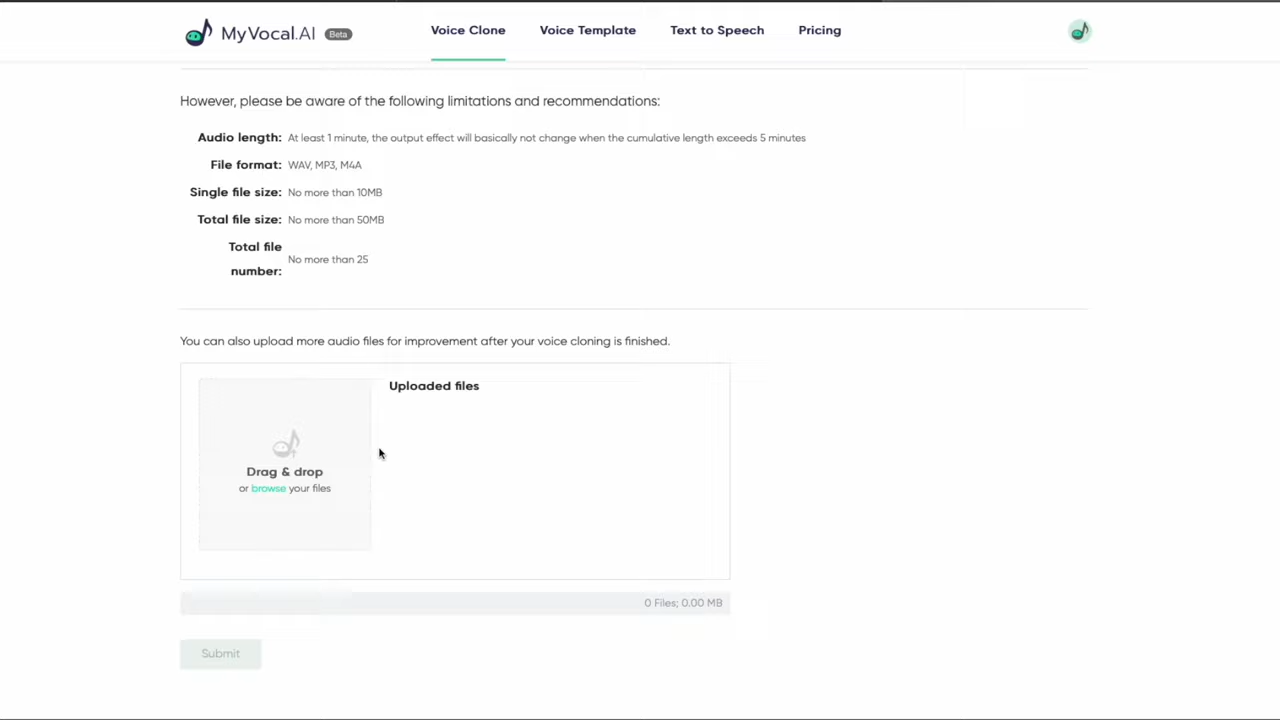 MyVocal.AI Beta Voice Clone Voice Template Text to Speech Pricing
However, please be aware of the following limitations and recommendations:
Audio length: At least 1 minute, the output effect will basically not change when the cumulative length exceeds 5 minutes
File format: WAV, MP3, M4A
Single file size: No more than 10MB
Total file size: No more than 50MB
Total file
number:
No more than 25
You can also upload more audio files for improvement after your voice cloning is finished.
Uploaded files
Drag & drop
or browse your files
0 Files; 0.00 MB
Submit